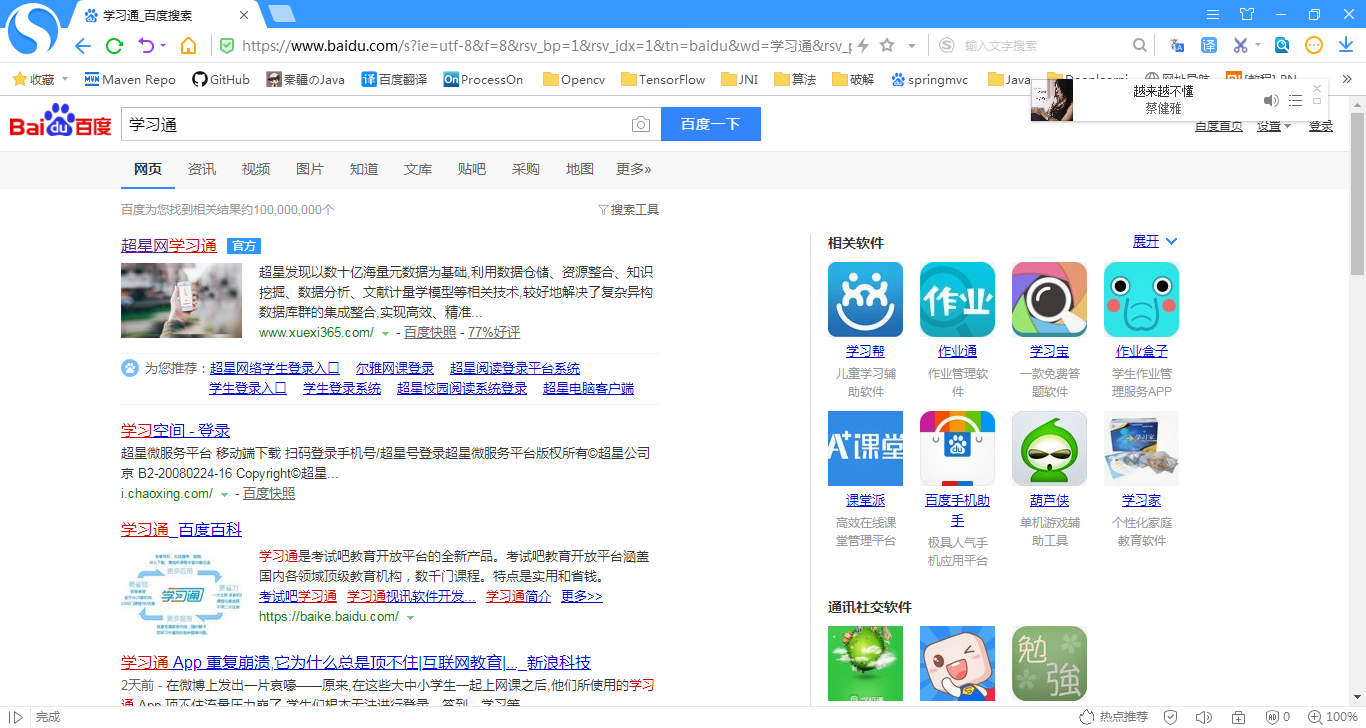 学习通_百度搜索
https://www.baidu.com/s?ie=utf-8&f=8&rsv_bp=1&rsv_idx=1&tn=baidu&wd=学习通&rsv_
输入文字搜索
收藏 Maven Repo GitHub 秦疆のJava 百度翻译 ProcessOn Opencv TensorFlow JNI 算法 破解 springmvc Java
越来越不懂
蔡健雅
Bai du 百度 学习通 百度一下
百度首页 设置 登录
网页 资讯 视频 图片 知道 文库 贴吧 采购 地图 更多»
百度为您找到相关结果约100,000,000个 搜索工具
超星网学习通 官方
超星发现以数十亿海量元数据为基础,利用数据仓储、资源整合、知识
挖掘、数据分析、文献计量学模型等相关技术,较好地解决了复杂异构
数据库群的集成整合,实现高效、精准...
www.xuexi365.com/ - 百度快照 - 77%好评
为您推荐： 超星网络学生登录入口 尔雅网课登录 超星阅读登录平台系统
学生登录入口 学生登录系统 超星校园阅读系统登录 超星电脑客户端
学习空间 - 登录
超星微服务平台 移动端下载 扫码登录手机号/超星号登录超星微服务平台版权所有©超星公司
京 B2-20080224-16 Copyright©超星...
i.chaoxing.com/ - 百度快照
学习通_百度百科
学习通是考试吧教育开放平台的全新产品。考试吧教育开放平台涵盖
国内各领域顶级教育机构，数千门课程。特点是实用和省钱。
考试吧学习通 学习通视讯软件开发... 学习通简介 更多>>
https://baike.baidu.com/
更多应用
更省钱
更省力
学习通
更多服务
学习通 App 重复崩溃,它为什么总是顶不住|互联网教育|..._新浪科技
2天前 - 在微博上发出一片哀嚎——原来,在这些大中小学生一起上网课之后,他们所使用的学习
通 App 顶不住流量压力崩了,学生们根本无法进行登录、签到、学习等
相关软件 展开
作业
学习帮 作业通 学习宝 作业盒子
儿童学习辅 作业管理软 一款免费答 学生作业管
助软件 件 题软件 理服务APP
A+课堂
课堂派 百度手机助 葫芦侠 学习家
手
高效在线课 极具人气手 单机游戏辅 个性化家庭
堂管理平台 机应用平台 助工具 教育软件
通讯社交软件
勉強
完成 热点推荐 0 100%